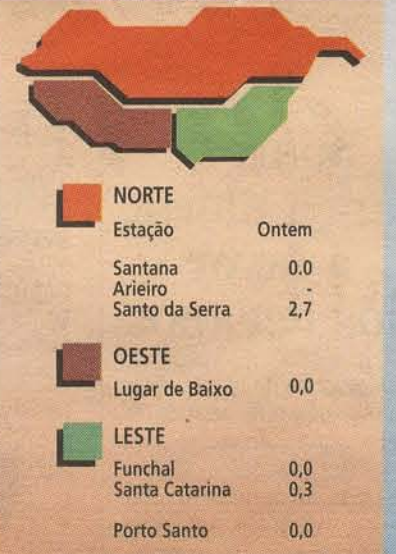 NORTE
Estação Ontem
Santana 0.0
Arieiro -
Santo da Serra 2,7
OESTE
Lugar de Baixo 0,0
LESTE
Funchal 0,0
Santa Catarina 0,3
Porto Santo 0,0